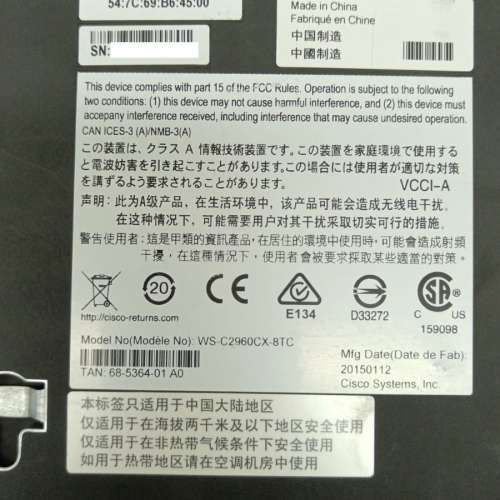 54:7C:69:B6:45:00
SN:
Made in China
Fabriqué en Chine
中国制造
中國製造
This device complies with part 15 of the FCC Rules. Operation is subject to the following
two conditions: (1) this device may not cause harmful interference, and (2) this device must
accepany interference received, including interference that may cause undesired operation.
CAN ICES-3 (A)/NMB-3(A)
この装置は、クラス A 情報技術装置です。この装置を家庭環境で使用する
と電波妨害を引き起こすことがあります。この場合には使用者が適切な対策
を講ずるよう要求されることがあります。 VCCI-A
声明：此为A级产品，在生活环境中，该产品可能会造成无线电干扰。
在这种情况下，可能需要用户对其干扰采取切实可行的措施。
警告使用者：這是甲類的資訊產品，在居住的環境中使用時，可能會造成射頻
干擾，在這種情況下，使用者會被要求採取某些適當的對策。
20
CE
E134
D33272
SA
C US
159098
http://cisco-returns.com
Model No(Modèle No): WS-C2960CX-8TC
TAN: 68-5364-01 A0
Mfg Date(Date de Fab):
20150112
Cisco Systems, Inc.
本标签只适用于中国大陆地区
仅适用于在海拔两千米及以下地区安全使用
仅适用于在非热带气候条件下安全使用
如用于热带地区请在空调机房中使用